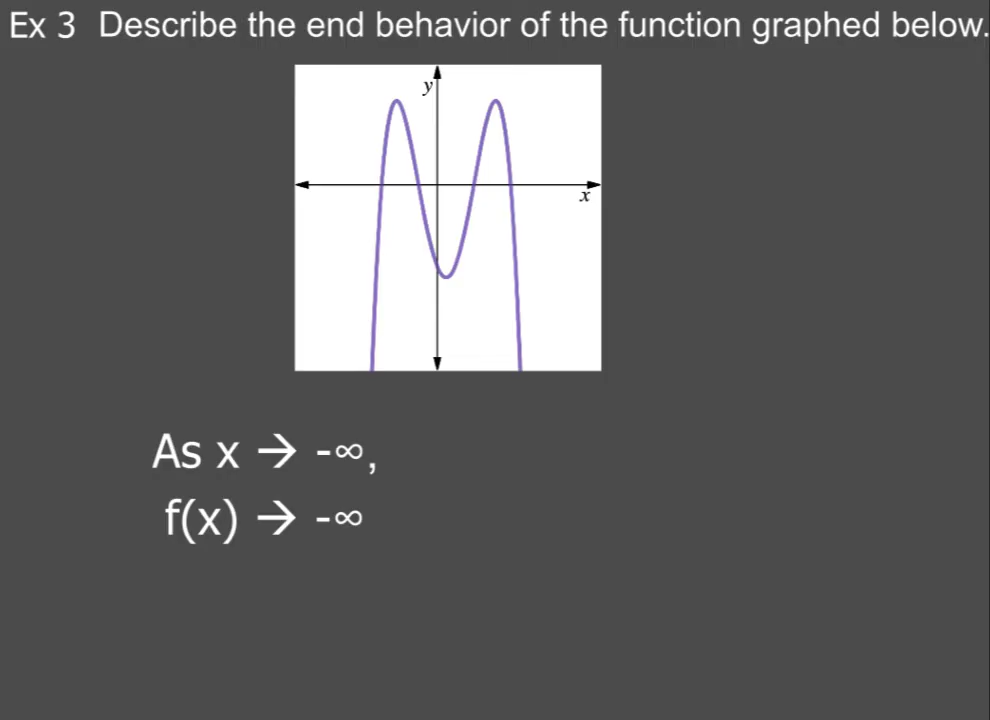 Ex 3 Describe the end behavior of the function graphed below.
y
x
As x → -∞,
f(x) → -∞